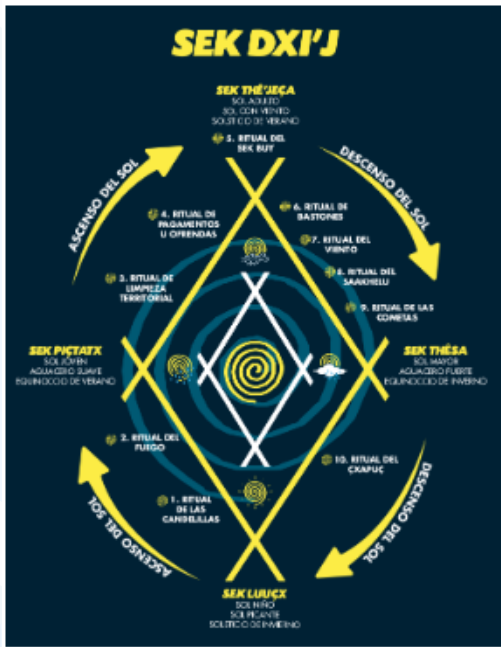 SEK DXI'J
SEK THÊ'JEÇA
SOL ADULTO
SOL CON VIENTO
SOLSTICIO DE VERANO
5. RITUAL DEL
SEK BUY
ASCENSO DEL SOL
DESCENSO DEL SOL
4. RITUAL DE
PAGAMENTOS
U OFRENDAS
6. RITUAL DE
BASTONES
7. RITUAL DEL
VIENTO
3. RITUAL DE
LIMPIEZA
TERRITORIAL
8. RITUAL DEL
SAAKHELU
9. RITUAL DE LAS
COMETAS
SEK PIÇTATX
SOL JOVEN
AGUACERO SUAVE
EQUINOCCIO DE VERANO
SEK THÊSA
SOL MAYOR
AGUACERO FUERTE
EQUINOCCIO DE INVIERNO
2. RITUAL DEL
FUEGO
10. RITUAL DEL
ÇXAPUÇ
1. RITUAL
DE LAS
CANDELILLAS
ASCENSO DEL SOL
DESCENSO DEL SOL
SEK LUUÇX
SOL NIÑO
SOL PICANTE
SOLSTICIO DE INVIERNO